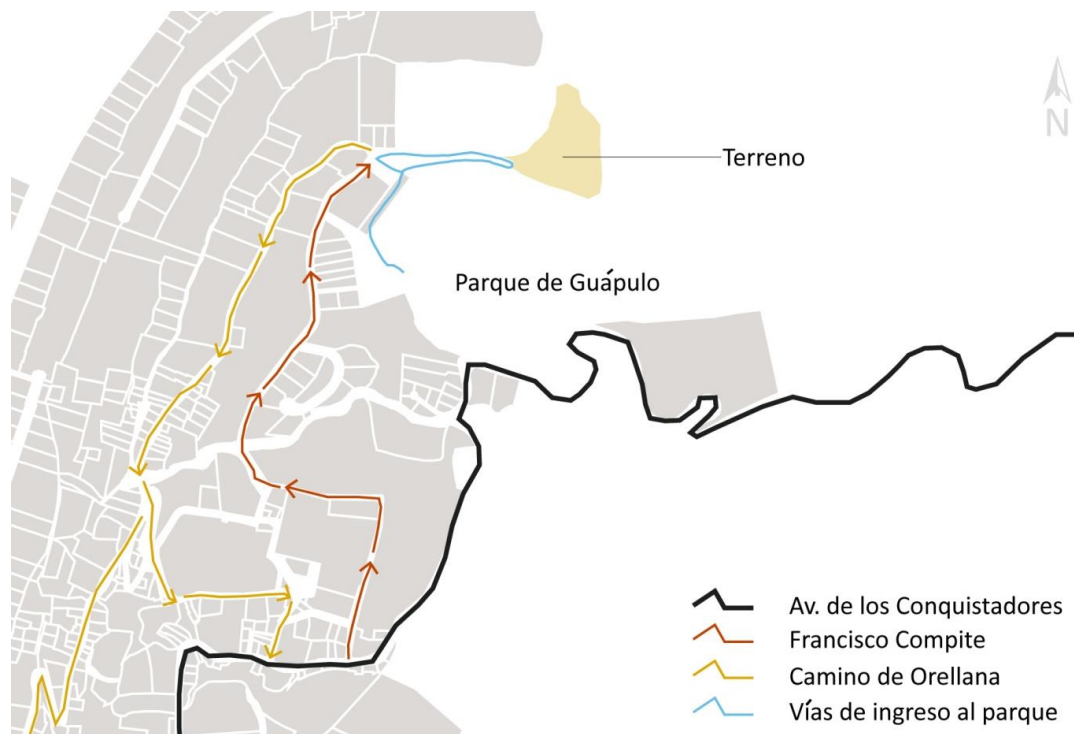 N
Terreno
Parque de Guápulo
Av. de los Conquistadores
Francisco Compite
Camino de Orellana
Vías de ingreso al parque